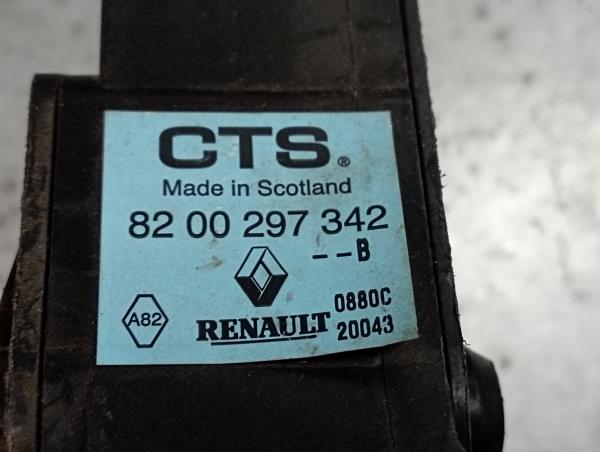 CTS®
Made in Scotland
82 00 297 342
--B
A82
RENAULT
0880C
20043